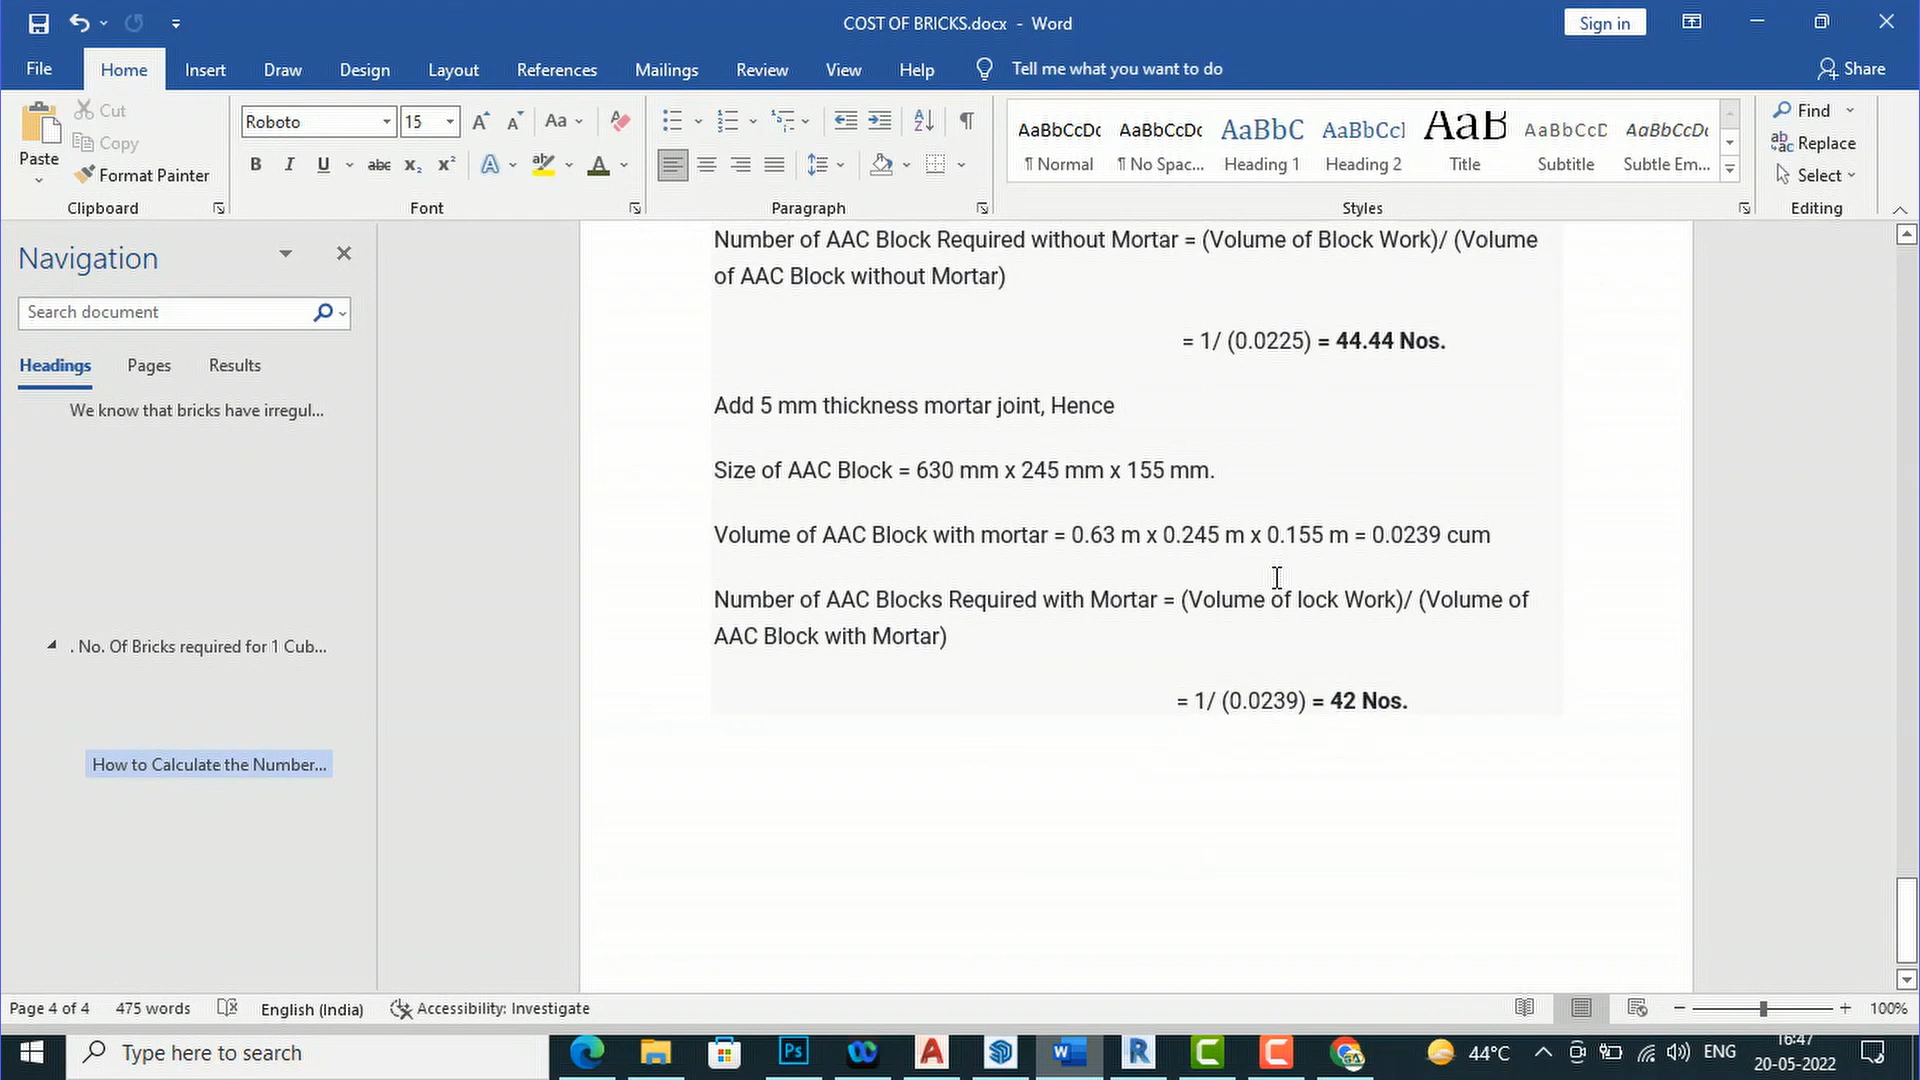 COST OF BRICKS.docx - Word
Sign in
File
Home
Insert
Draw
Design
Layout
References
Mailings
Review
View
Help
Tell me what you want to do
Share
Paste
Cut
Copy
Format Painter
Clipboard
Roboto
15
Font
Paragraph
AaBbCcDc
¶ Normal
AaBbCcDc
¶ No Spac...
AaBbC
Heading 1
AaBbCcI
Heading 2
AaB
Title
AaBbCcD
Subtitle
AaBbCcDc
Subtle Em...
Styles
Find
Replace
Select
Editing
Navigation
Search document
Headings
Pages
Results
We know that bricks have irregul...
. No. Of Bricks required for 1 Cub...
How to Calculate the Number...
Number of AAC Block Required without Mortar = (Volume of Block Work)/ (Volume
of AAC Block without Mortar)
= 1/ (0.0225) = 44.44 Nos.
Add 5 mm thickness mortar joint, Hence
Size of AAC Block = 630 mm x 245 mm x 155 mm.
Volume of AAC Block with mortar = 0.63 m x 0.245 m x 0.155 m = 0.0239 cum
Number of AAC Blocks Required with Mortar = (Volume of lock Work)/ (Volume of
AAC Block with Mortar)
= 1/ (0.0239) = 42 Nos.
Page 4 of 4
475 words
English (India)
Accessibility: Investigate
100%
Type here to search
44°C
ENG
16:47
20-05-2022